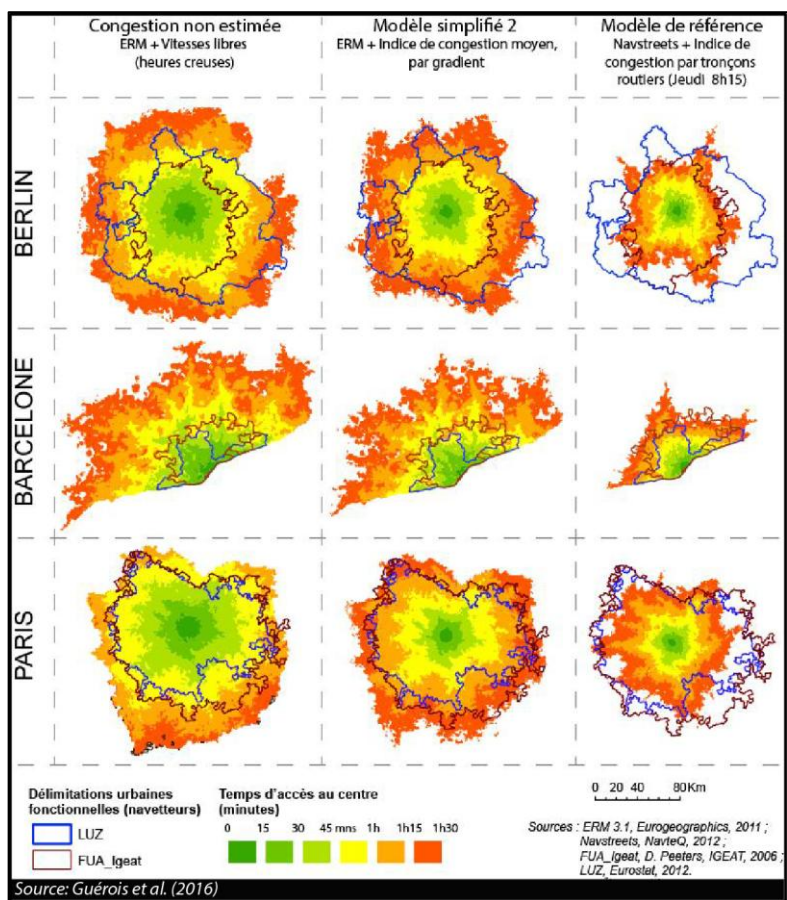 Congestion non estimée
ERM + Vitesses libres
(heures creuses)
Modèle simplifié 2
ERM + Indice de congestion moyen,
par gradient
Modèle de référence
Navstreets + Indice de
congestion par tronçons
routiers (Jeudi 8h15)
BERLIN
BARCELONE
PARIS
Délimitations urbaines
fonctionnelles (navetteurs)
LUZ
FUA_Igeat
Temps d'accès au centre
(minutes)
0 15 30 45 mns 1h 1h15 1h30
0 20 40 80 Km
Sources : ERM 3.1, Eurogeographics, 2011 ;
Navstreets, NavteQ, 2012 ;
FUA_Igeat, D. Peeters, IGEAT, 2006 ;
LUZ, Eurostat, 2012.
Source: Guérois et al. (2016)